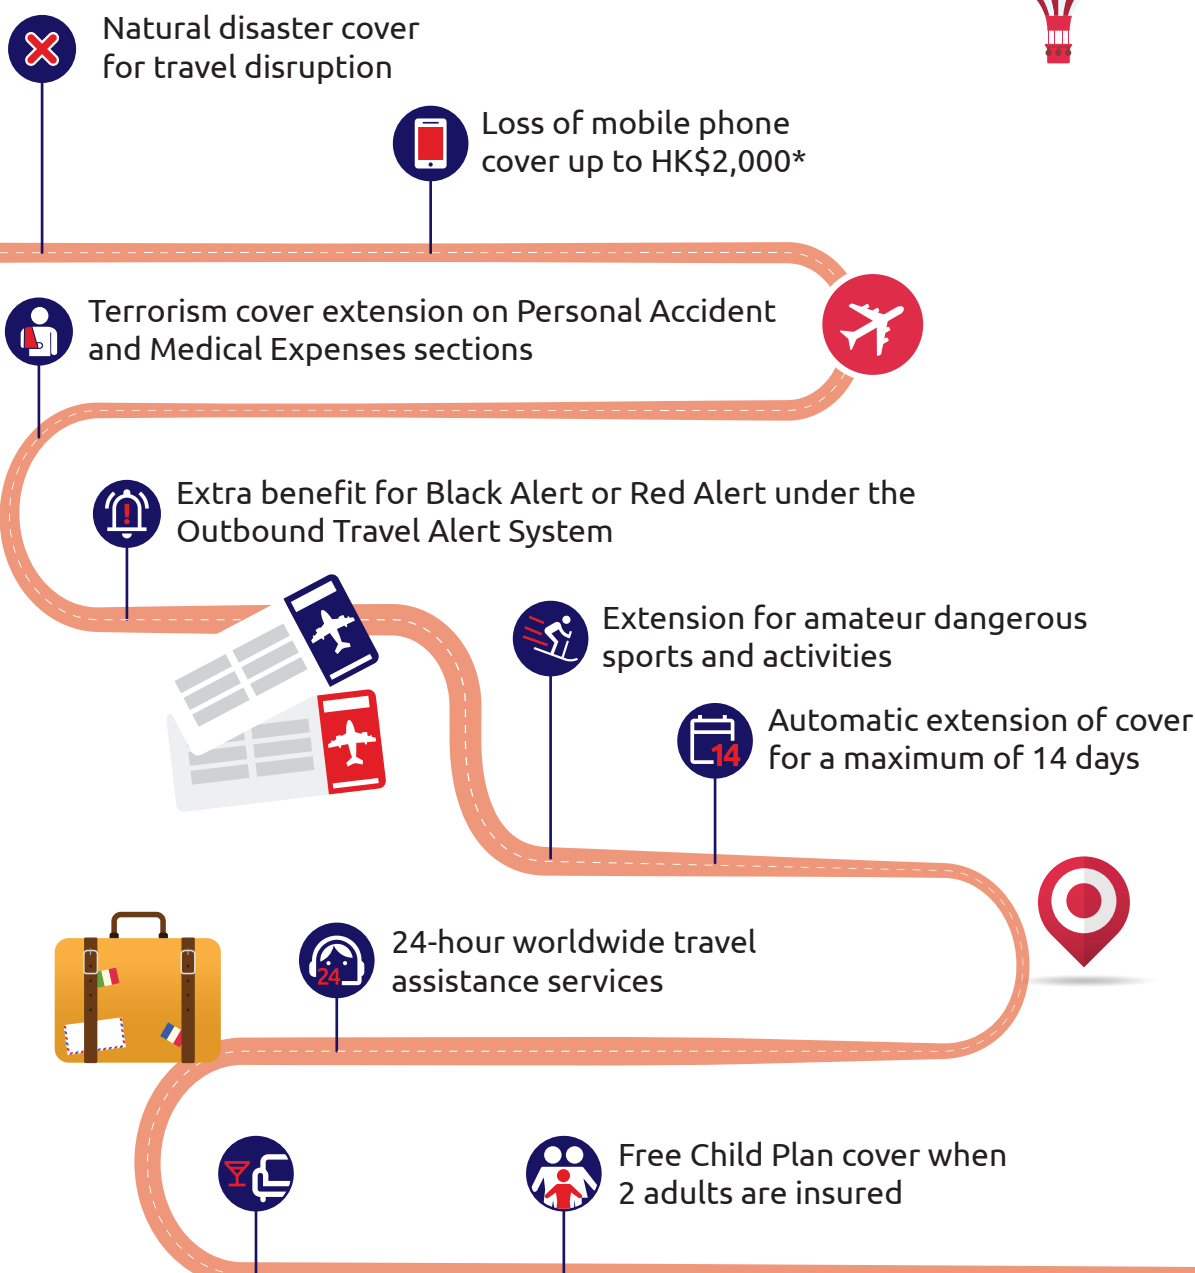 Natural disaster cover
for travel disruption
Loss of mobile phone
cover up to HK$2,000*
Terrorism cover extension on Personal Accident
and Medical Expenses sections
Extra benefit for Black Alert or Red Alert under the
Outbound Travel Alert System
Extension for amateur dangerous
sports and activities
Automatic extension of cover
for a maximum of 14 days
14
24-hour worldwide travel
assistance services
24
Free Child Plan cover when
2 adults are insured